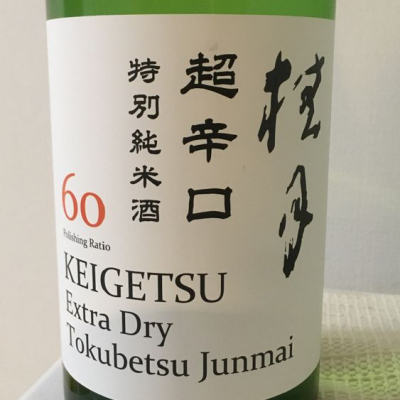 桂月
超辛口
特別純米酒
60
Polishing Ratio
KEIGETSU
Extra Dry
Tokubetsu Junmai